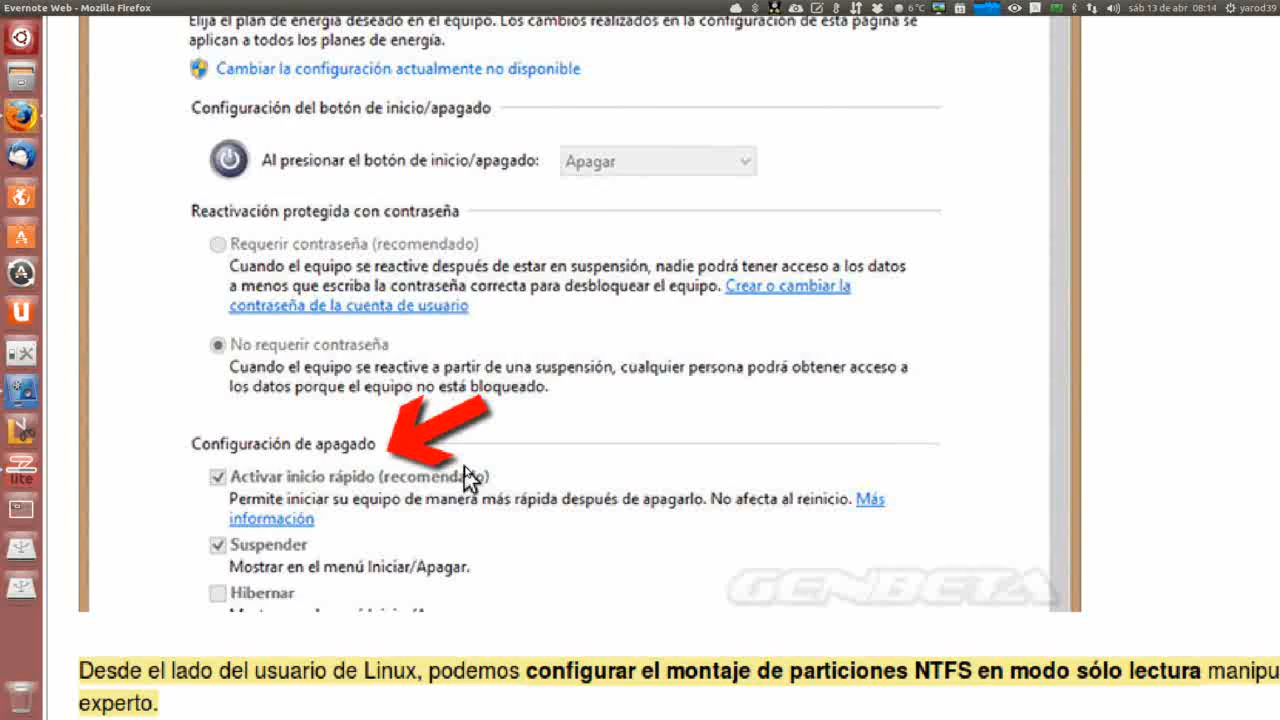 Evernote Web - Mozilla Firefox
6°C
sáb 13 de abr 08:14
yarod39
Elija el plan de energía deseado en el equipo. Los cambios realizados en la configuración de esta página se
aplican a todos los planes de energía.
Cambiar la configuración actualmente no disponible
Configuración del botón de inicio/apagado
Al presionar el botón de inicio/apagado:
Apagar
Reactivación protegida con contraseña
Requerir contraseña (recomendado)
Cuando el equipo se reactive después de estar en suspensión, nadie podrá tener acceso a los datos
a menos que escriba la contraseña correcta para desbloquear el equipo. Crear o cambiar la
contraseña de la cuenta de usuario
No requerir contraseña
Cuando el equipo se reactive a partir de una suspensión, cualquier persona podrá obtener acceso a
los datos porque el equipo no está bloqueado.
Configuración de apagado
Activar inicio rápido (recomendado)
Permite iniciar su equipo de manera más rápida después de apagarlo. No afecta al reinicio. Más
información
Suspender
Mostrar en el menú Iniciar/Apagar.
Hibernar
lite
GENBETA
Desde el lado del usuario de Linux, podemos configurar el montaje de particiones NTFS en modo sólo lectura manipu
experto.